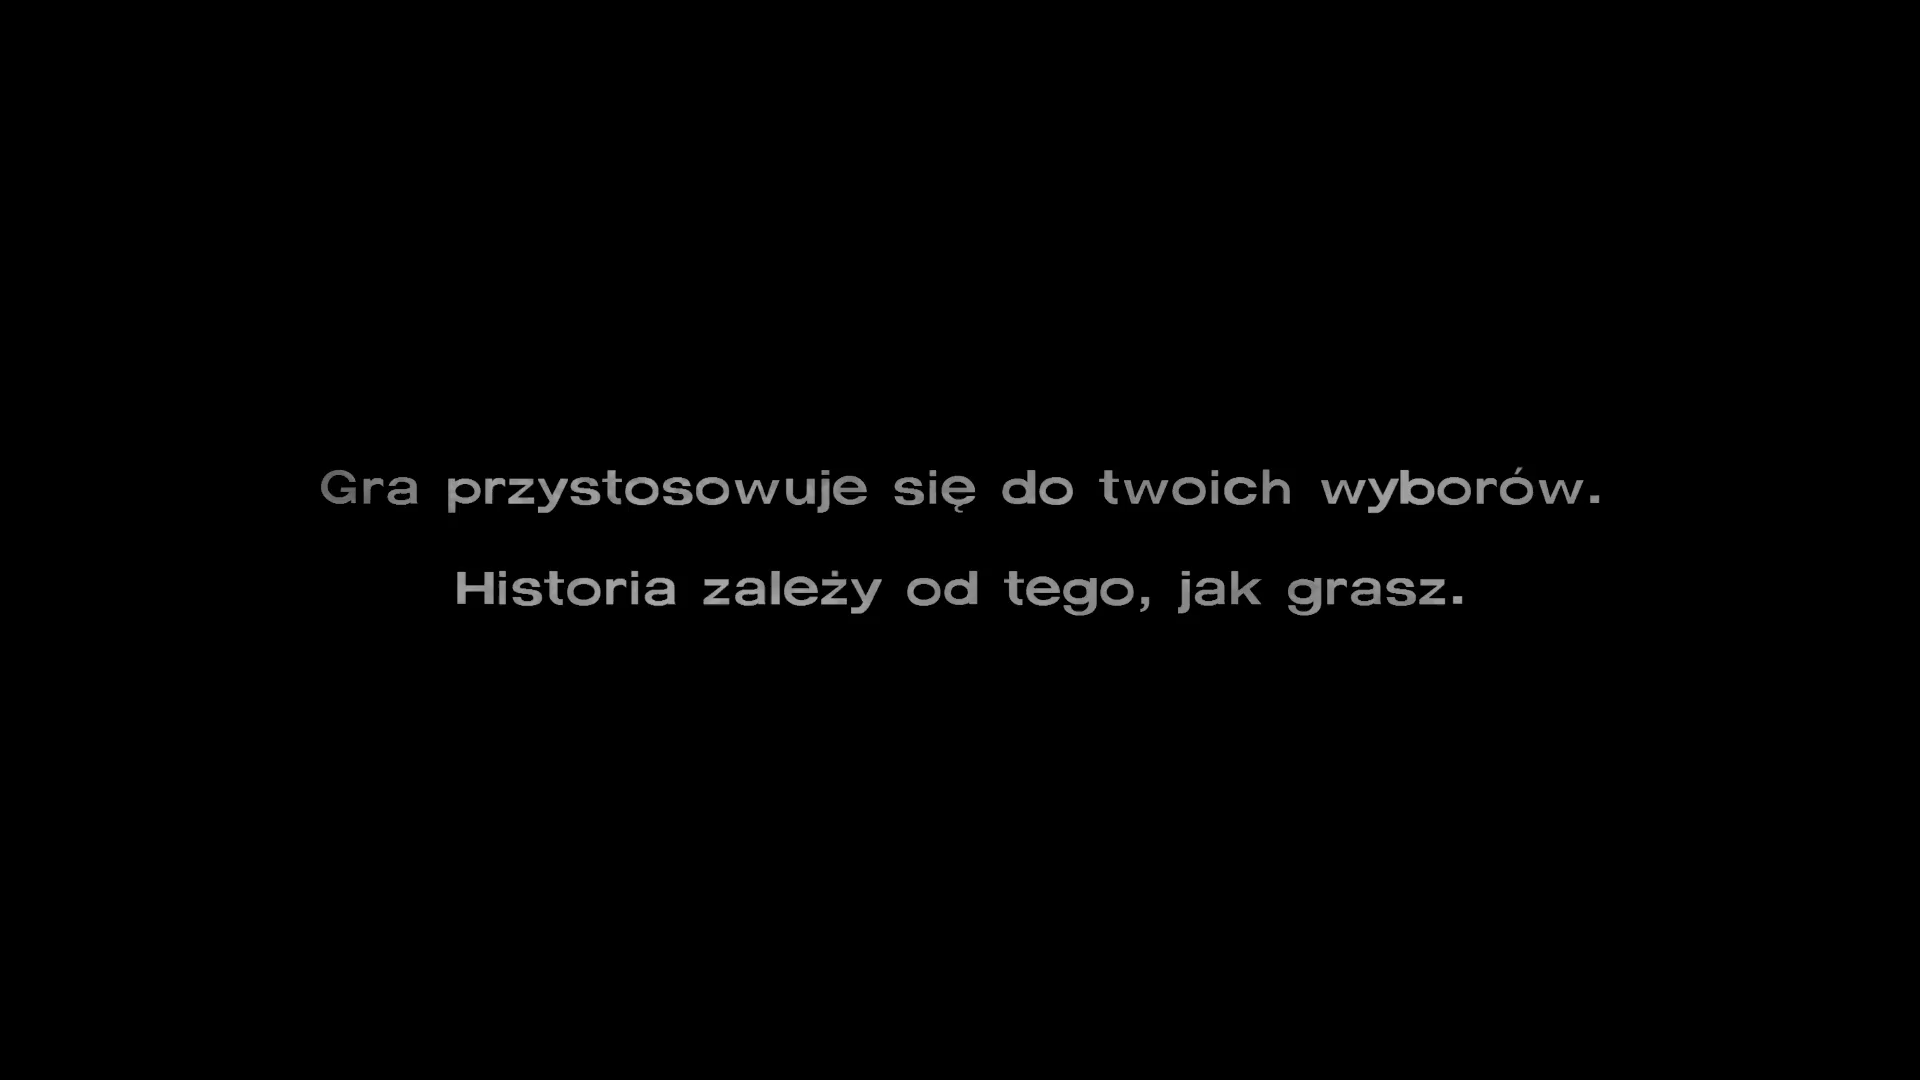 Gra przystosowuje się do twoich wyborów.
Historia zależy od tego, jak grasz.